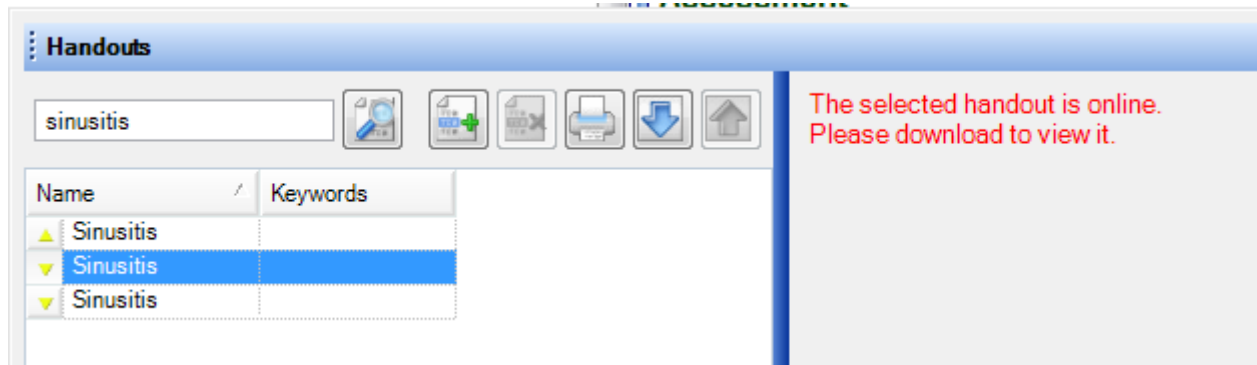 Handouts
sinusitis
The selected handout is online.
Please download to view it.
Name Keywords
Sinusitis
Sinusitis
Sinusitis